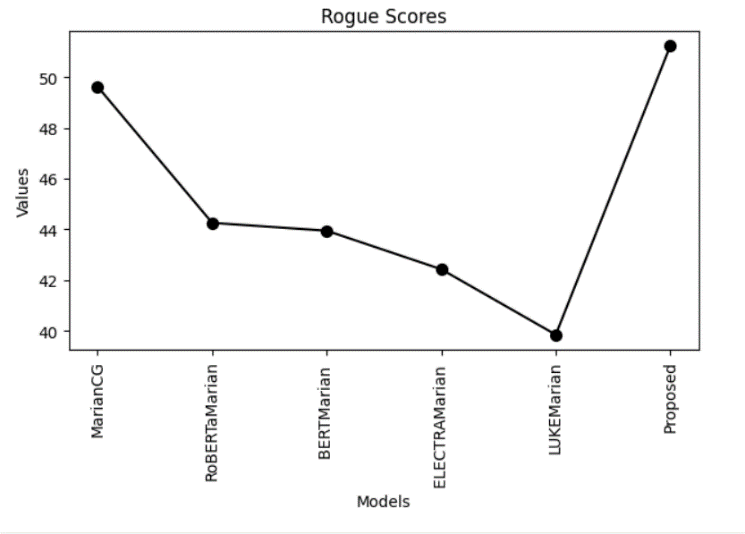 Rogue Scores
Values
50
48
46
44
42
40
MarianCG
RoBERTaMarian
BERTMarian
ELECTRAMarian
LUKEMarian
Proposed
Models